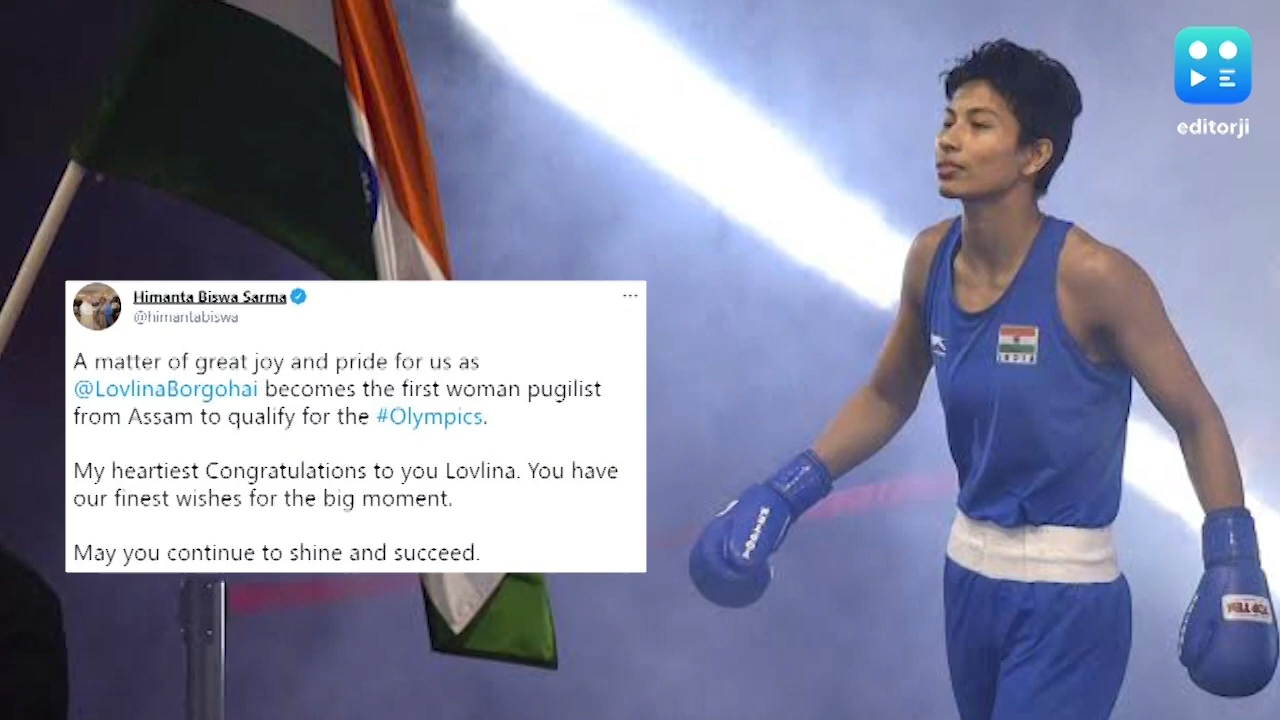 editorji
Himanta Biswa Sarma
@himantabiswa
A matter of great joy and pride for us as
@LovlinaBorgohai becomes the first woman pugilist
from Assam to qualify for the #Olympics.
My heartiest Congratulations to you Lovlina. You have
our finest wishes for the big moment.
May you continue to shine and succeed.
INDIA
TOP TEN